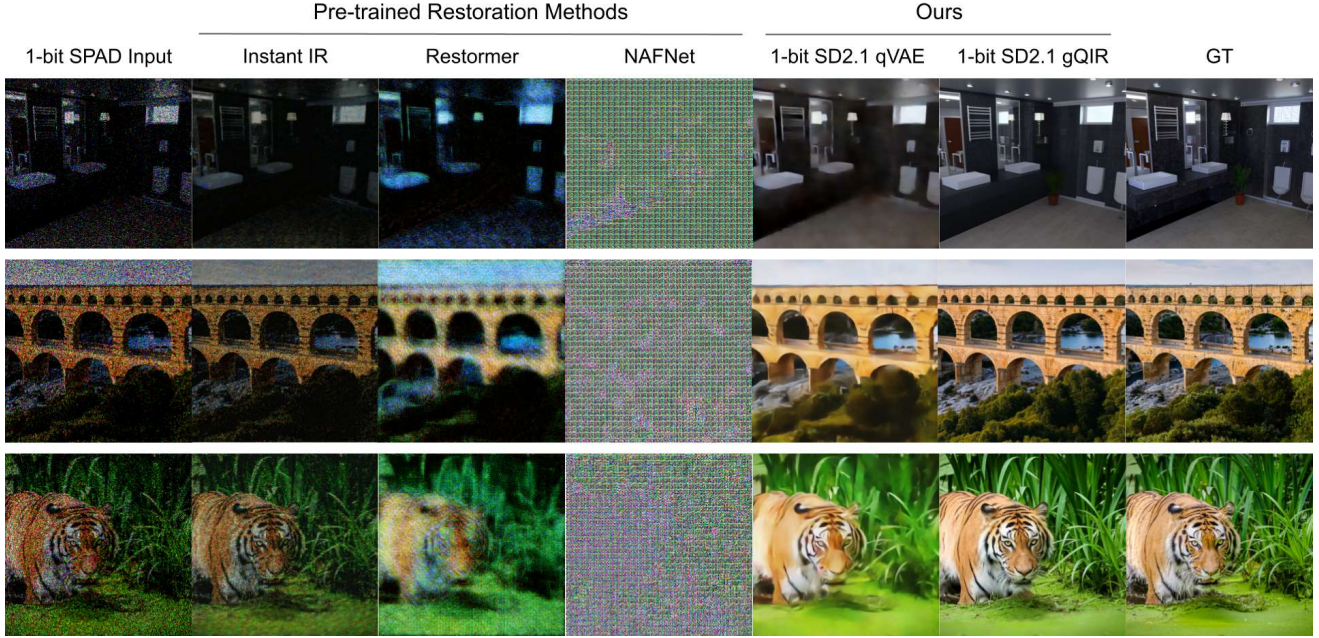 Pre-trained Restoration Methods
Ours
1-bit SPAD Input
Instant IR
Restormer
NAFNet
1-bit SD2.1 qVAE
1-bit SD2.1 gQIR
GT